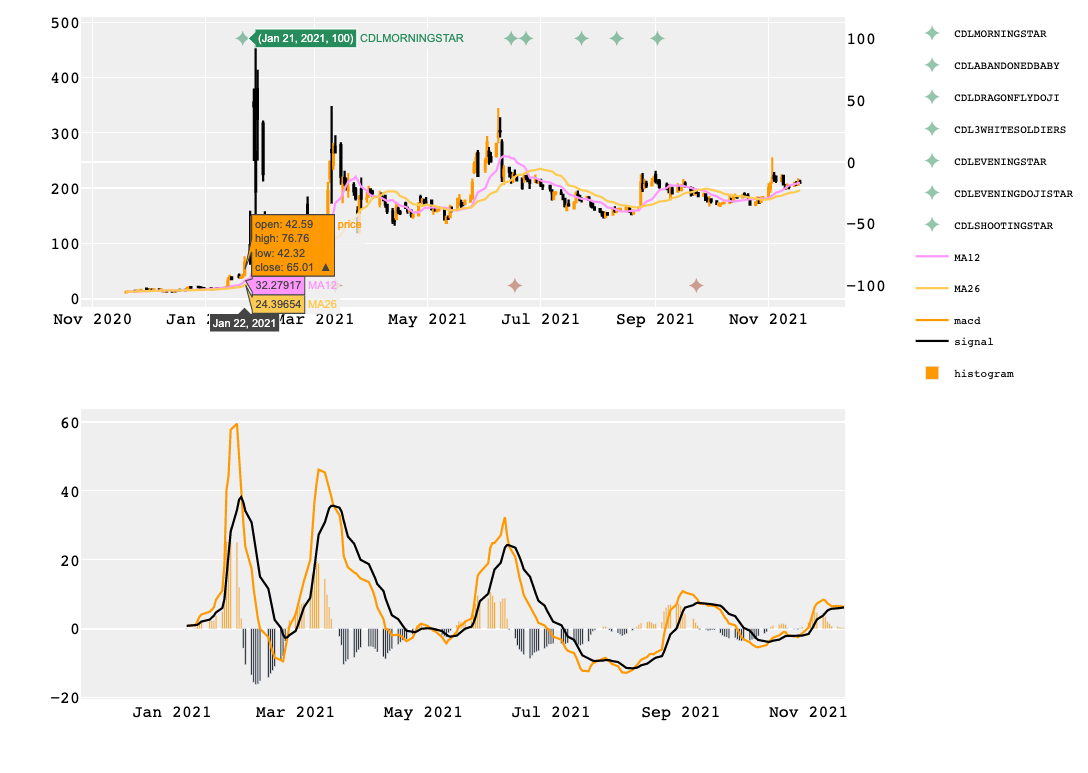 500
400
300
200
100
0
(Jan 21, 2021, 100) CDLMORNINGSTAR
100
50
0
−50
−100
open: 42.59
high: 76.76
low: 42.32
close: 65.01 ▲
price
32.27917 MA12
24.39654 MA26
Jan 22, 2021
Nov 2020
Jan 2
Mar 2021
May 2021
Jul 2021
Sep 2021
Nov 2021
CDLMORNINGSTAR
CDLABANDONEDBABY
CDLDRAGONFLYDOJI
CDL3WHITESOLDIERS
CDLEVENINGSTAR
CDLEVENINGDOJISTAR
CDLSHOOTINGSTAR
MA12
MA26
macd
signal
histogram
60
40
20
0
−20
Jan 2021
Mar 2021
May 2021
Jul 2021
Sep 2021
Nov 2021